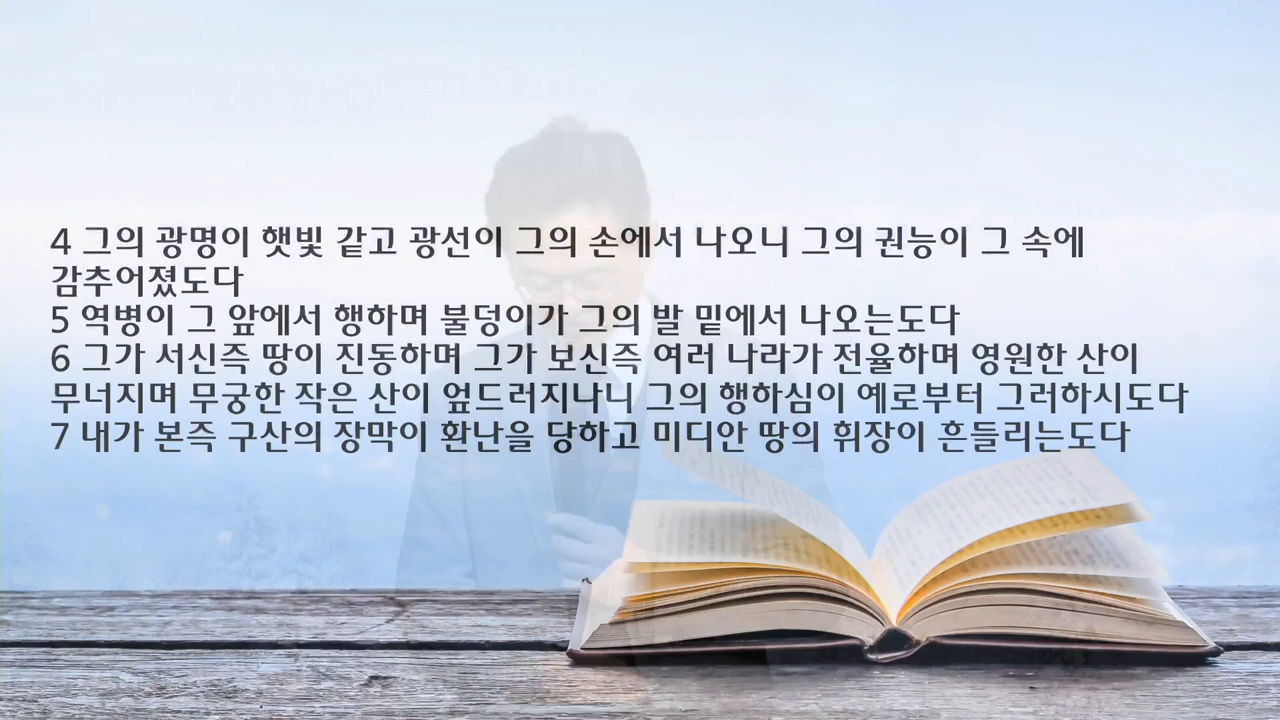 4 그의 광명이 햇빛 같고 광선이 그의 손에서 나오니 그의 권능이 그 속에
감추어졌도다
5 역병이 그 앞에서 행하며 불덩이가 그의 발 밑에서 나오는도다
6 그가 서신즉 땅이 진동하며 그가 보신즉 여러 나라가 전율하며 영원한 산이
무너지며 무궁한 작은 산이 엎드러지나니 그의 행하심이 예로부터 그러하시도다
7 내가 본즉 구산의 장막이 환난을 당하고 미디안 땅의 휘장이 흔들리는도다